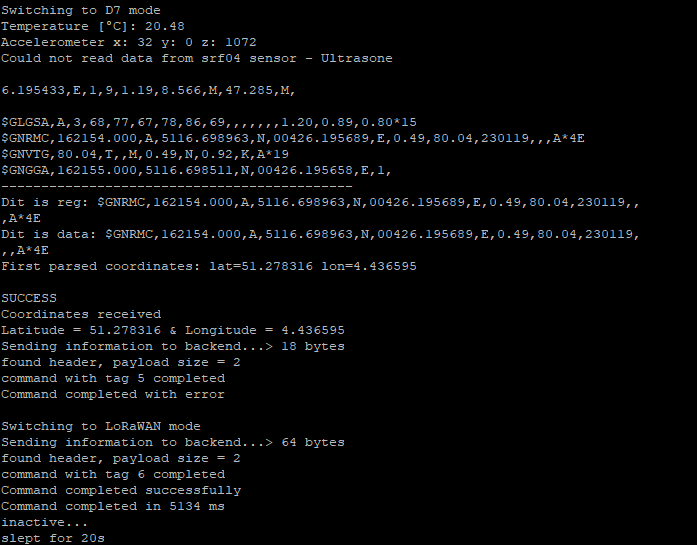 Switching to D7 mode
Temperature [°C]: 20.48
Accelerometer x: 32 y: 0 z: 1072
Could not read data from srf04 sensor - Ultrasone
6.195433,E,1,9,1.19,8.566,M,47.285,M,
$GLGSA,A,3,68,77,67,78,86,69,,,,,,,1.20,0.89,0.80*15
$GNRMC,162154.000,A,5116.698963,N,00426.195689,E,0.49,80.04,230119,,,A*4E
$GNVTG,80.04,T,,M,0.49,N,0.92,K,A*19
$GNGGA,162155.000,5116.698511,N,00426.195658,E,1,
--------------------------------------------
Dit is reg: $GNRMC,162154.000,A,5116.698963,N,00426.195689,E,0.49,80.04,230119,,
,A*4E
Dit is data: $GNRMC,162154.000,A,5116.698963,N,00426.195689,E,0.49,80.04,230119,
,,A*4E
First parsed coordinates: lat=51.278316 lon=4.436595
SUCCESS
Coordinates received
Latitude = 51.278316 & Longitude = 4.436595
Sending information to backend...> 18 bytes
found header, payload size = 2
command with tag 5 completed
Command completed with error
Switching to LoRaWAN mode
Sending information to backend...> 64 bytes
found header, payload size = 2
command with tag 6 completed
Command completed successfully
Command completed in 5134 ms
inactive...
slept for 20s